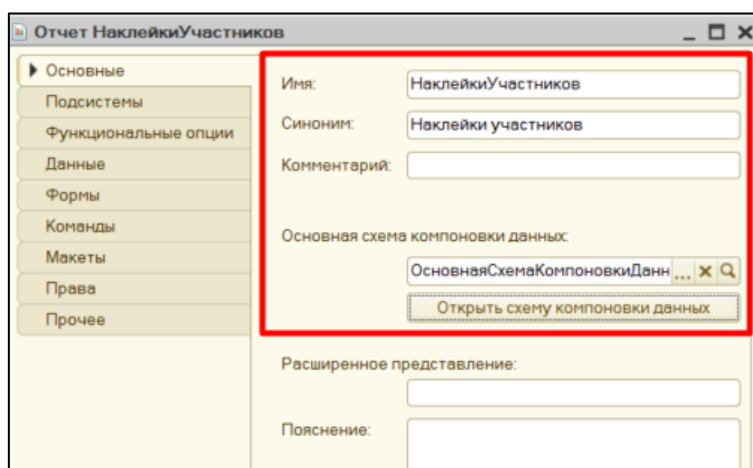 Отчет НаклейкиУчастников
Основные
Подсистемы
Функциональные опции
Данные
Формы
Команды
Макеты
Права
Прочее
Имя: НаклейкиУчастников
Синоним: Наклейки участников
Комментарий:
Основная схема компоновки данных:
ОсновнаяСхемаКомпоновкиДанн ...
Открыть схему компоновки данных
Расширенное представление:
Пояснение: